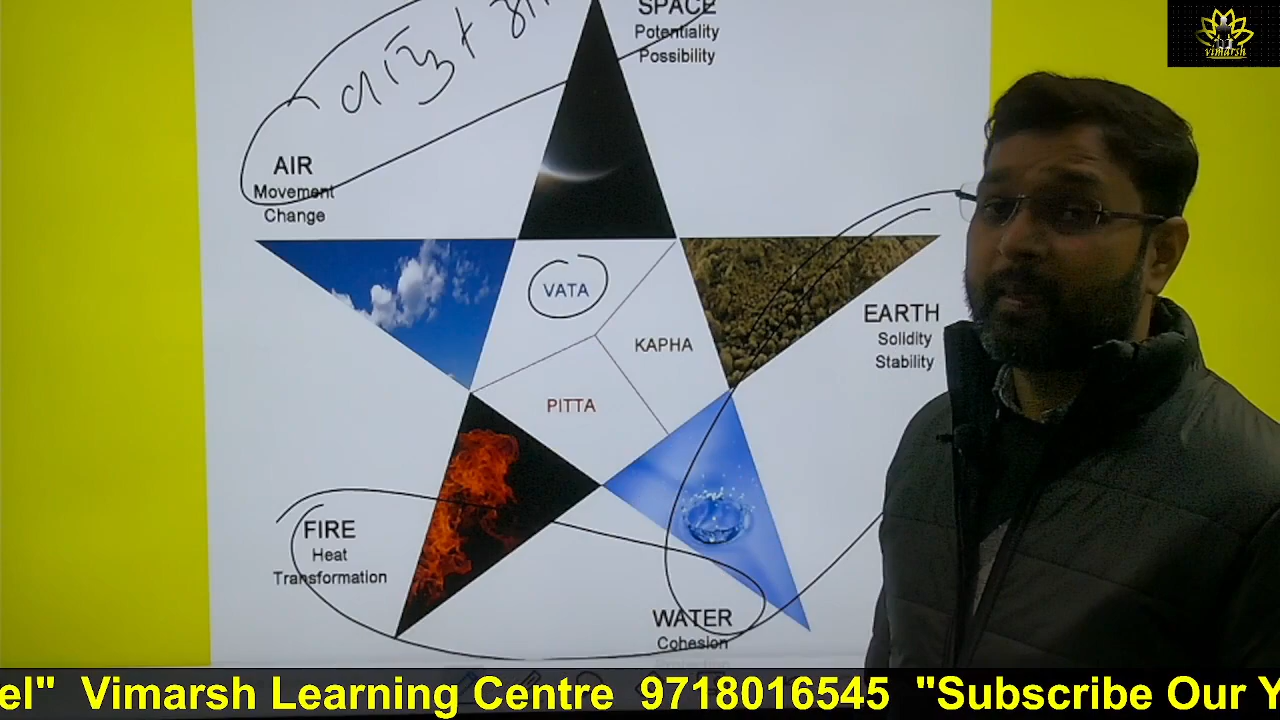 SPACE
Potentiality
Possibility
vimarsh
वायु +
AIR
Movement
Change
VATA
KAPHA
PITTA
EARTH
Solidity
Stability
FIRE
Heat
Transformation
WATER
Cohesion
el" Vimarsh Learning Centre 9718016545 "Subscribe Our Y